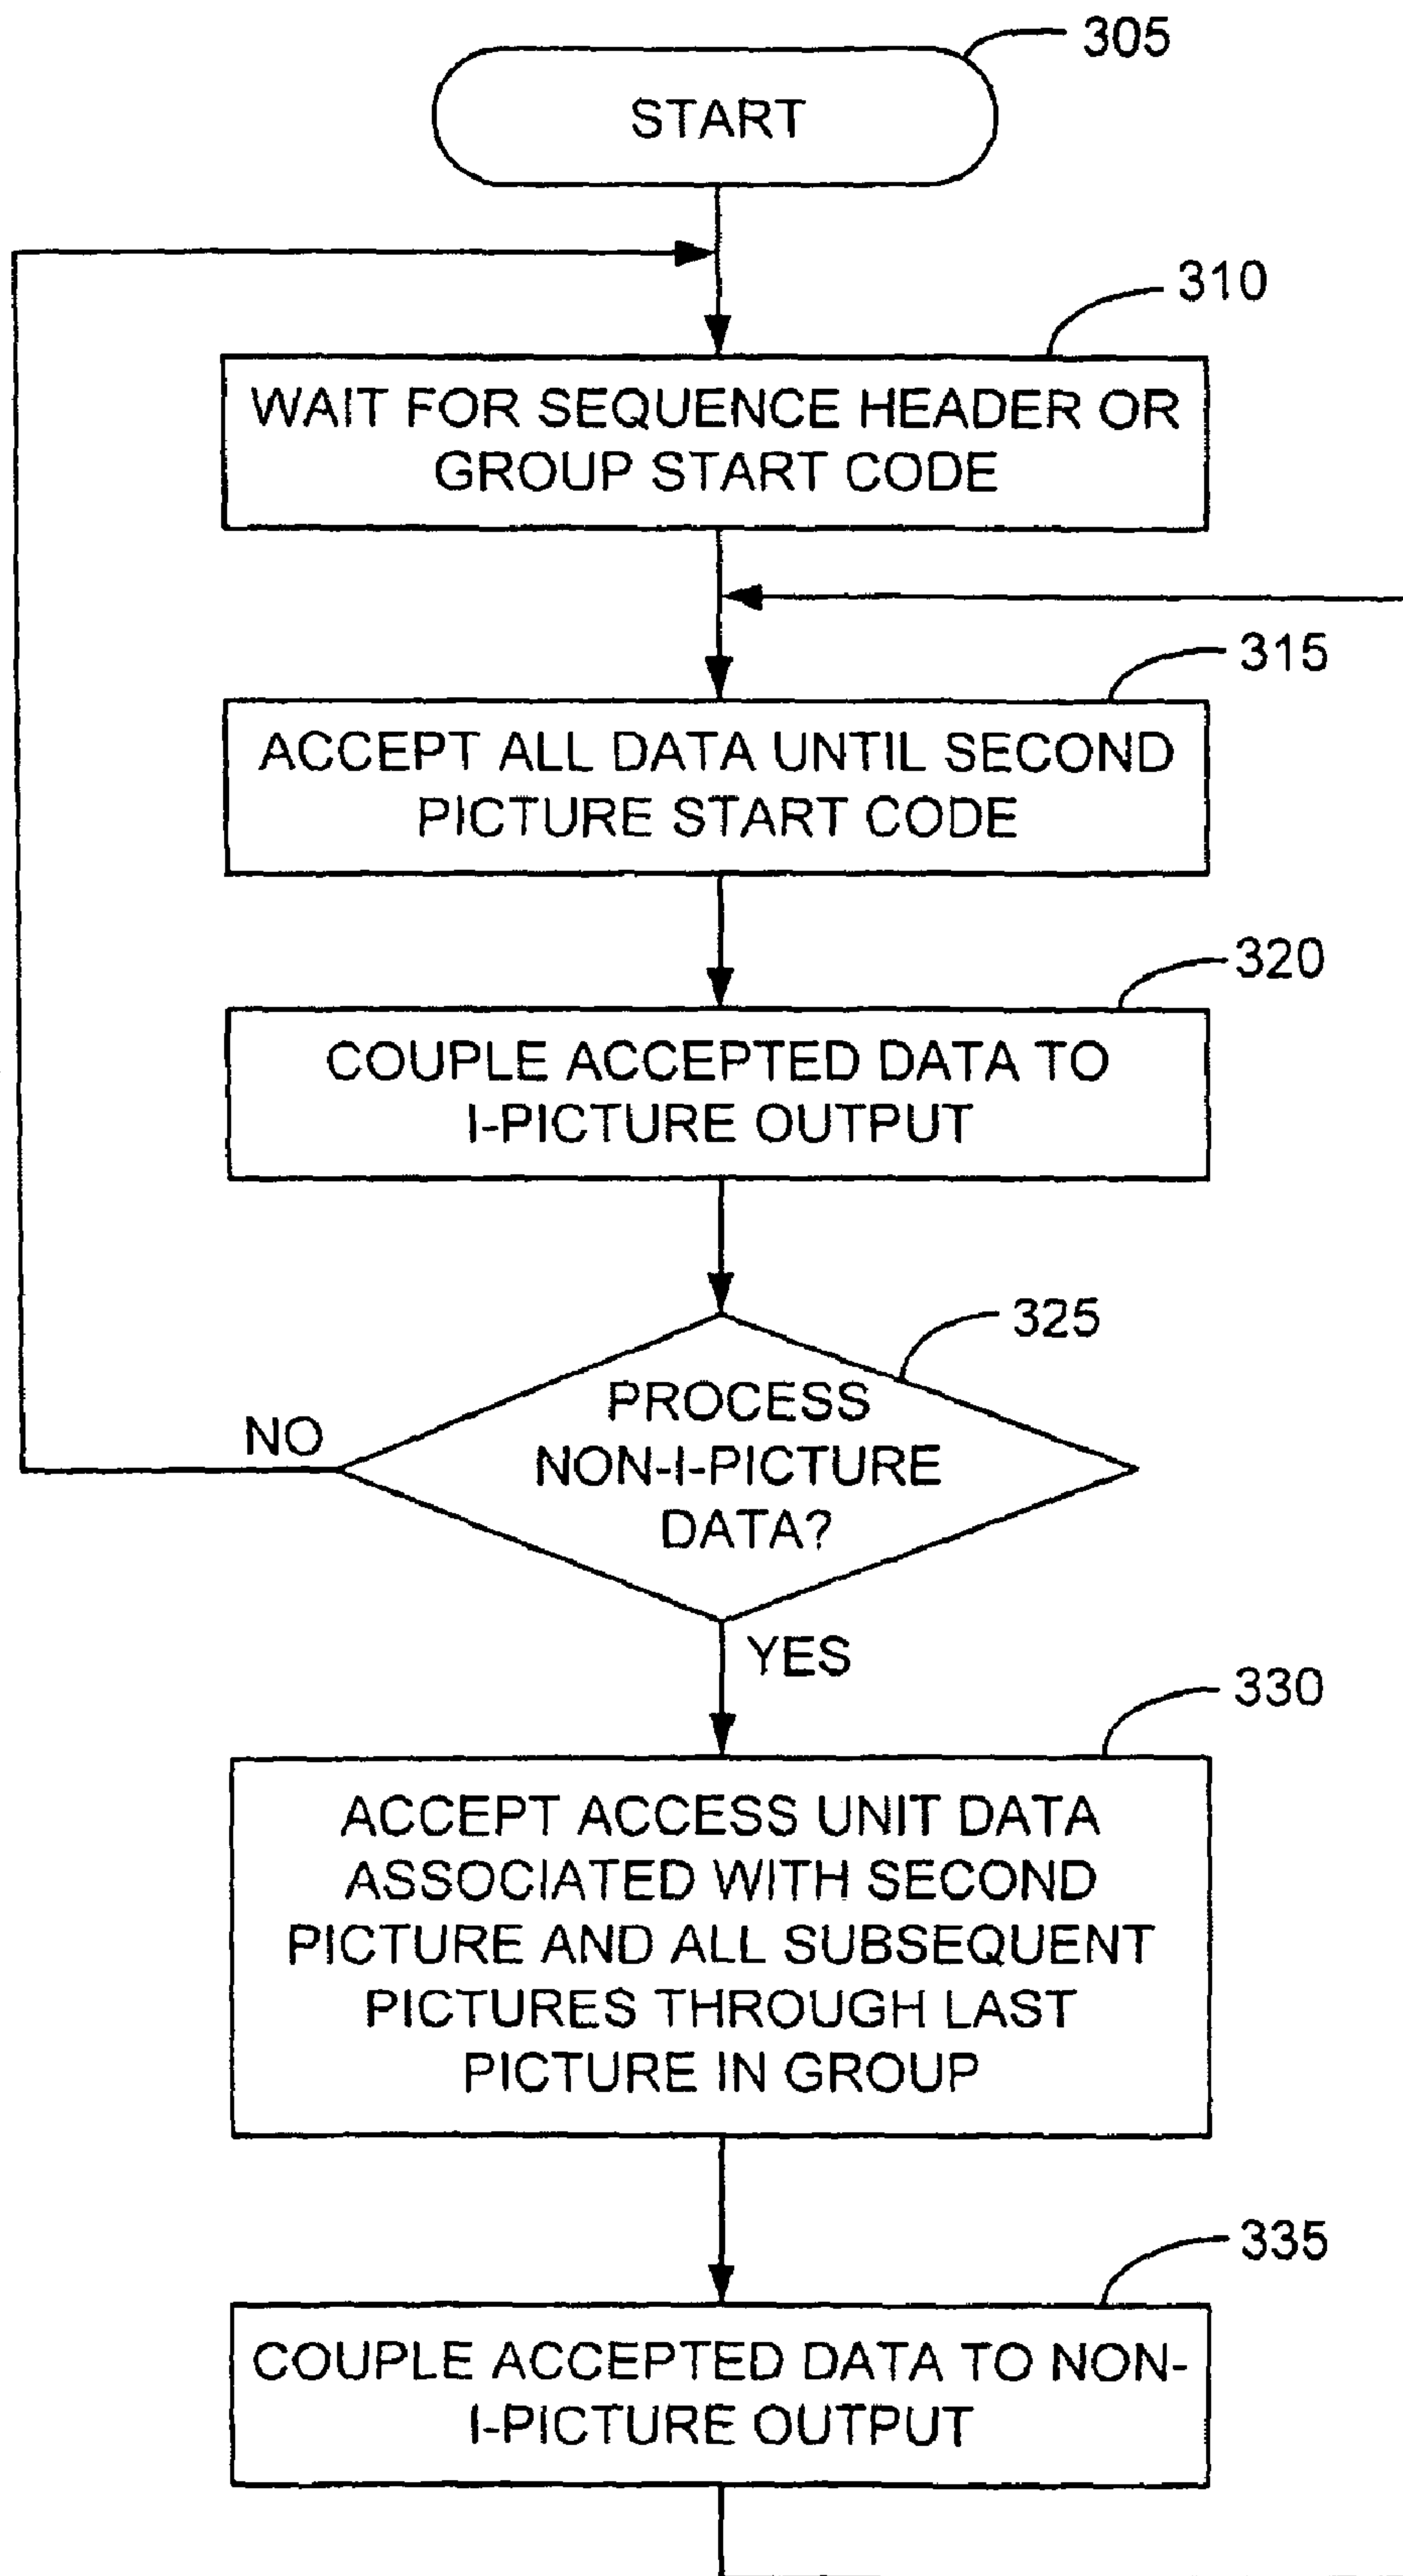 305
START
310
WAIT FOR SEQUENCE HEADER OR
GROUP START CODE
315
ACCEPT ALL DATA UNTIL SECOND
PICTURE START CODE
320
COUPLE ACCEPTED DATA TO
I-PICTURE OUTPUT
325
PROCESS
NON-I-PICTURE
DATA?
NO
YES
330
ACCEPT ACCESS UNIT DATA
ASSOCIATED WITH SECOND
PICTURE AND ALL SUBSEQUENT
PICTURES THROUGH LAST
PICTURE IN GROUP
335
COUPLE ACCEPTED DATA TO NON-
I-PICTURE OUTPUT